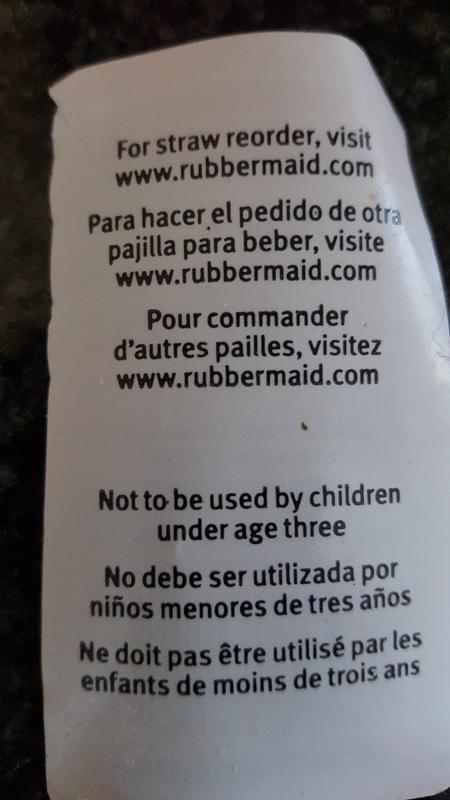 For straw reorder, visit
www.rubbermaid.com
Para hacer el pedido de otra
pajilla para beber, visite
www.rubbermaid.com
Pour commander
d'autres pailles, visitez
www.rubbermaid.com
Not to be used by children
under age three
No debe ser utilizada por
niños menores de tres años
Ne doit pas être utilisé par les
enfants de moins de trois ans